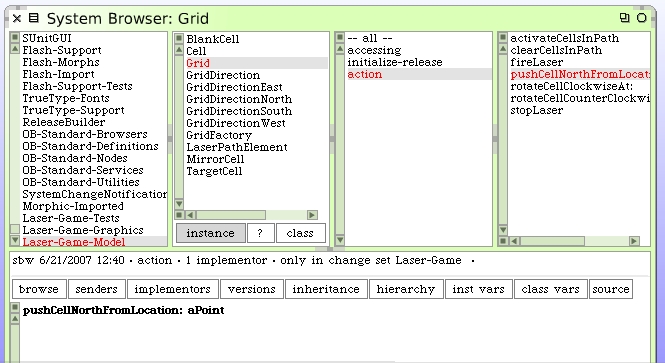 System Browser: Grid
SUnitGUI
Flash-Support
Flash-Morphs
Flash-Import
Flash-Support-Tests
TrueType-Fonts
TrueType-Support
ReleaseBuilder
OB-Standard-Browsers
OB-Standard-Definitions
OB-Standard-Nodes
OB-Standard-Services
OB-Standard-Utilities
SystemChangeNotification
Morphic-Imported
Laser-Game-Tests
Laser-Game-Graphics
Laser-Game-Model
BlankCell
Cell
Grid
GridDirection
GridDirectionEast
GridDirectionNorth
GridDirectionSouth
GridDirectionWest
GridFactory
LaserPathElement
MirrorCell
TargetCell
instance ? class
-- all --
accessing
initialize-release
action
activateCellsInPath
clearCellsInPath
fireLaser
pushCellNorthFromLocati
rotateCellClockwiseAt:
rotateCellCounterClockwi
stopLaser
sbw 6/21/2007 12:40 · action · 1 implementor · only in change set Laser-Game ·
browse senders implementors versions inheritance hierarchy inst vars class vars source
pushCellNorthFromLocation: aPoint